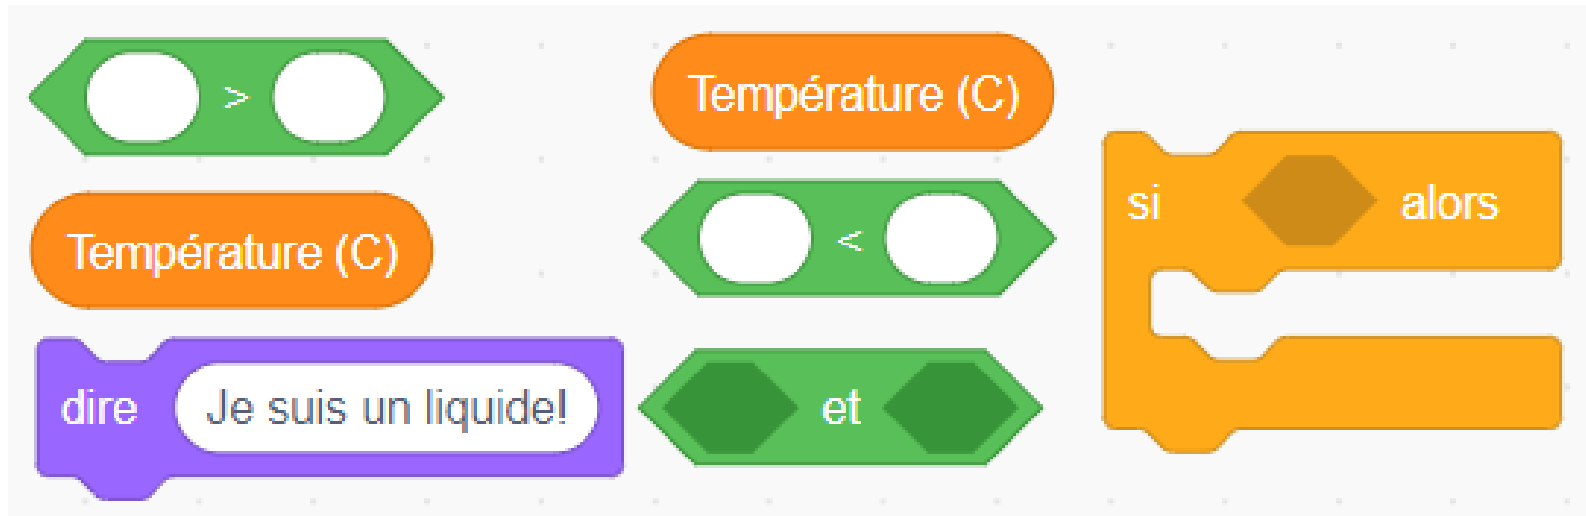 >
Température (C)
dire Je suis un liquide!
Température (C)
<
et
si alors